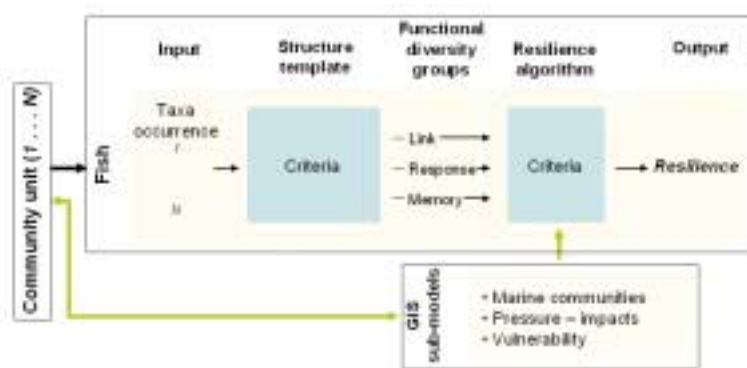 Input
Structure
template
Functional
diversity
groups
Resilience
algorithm
Output
Community unit (1 . . . N)
Fish
Taxa
occurrence
Criteria
Link
Response
Memory
Criteria
Resilience
GIS
sub-models
• Marine communities
• Pressure – impacts
• Vulnerability